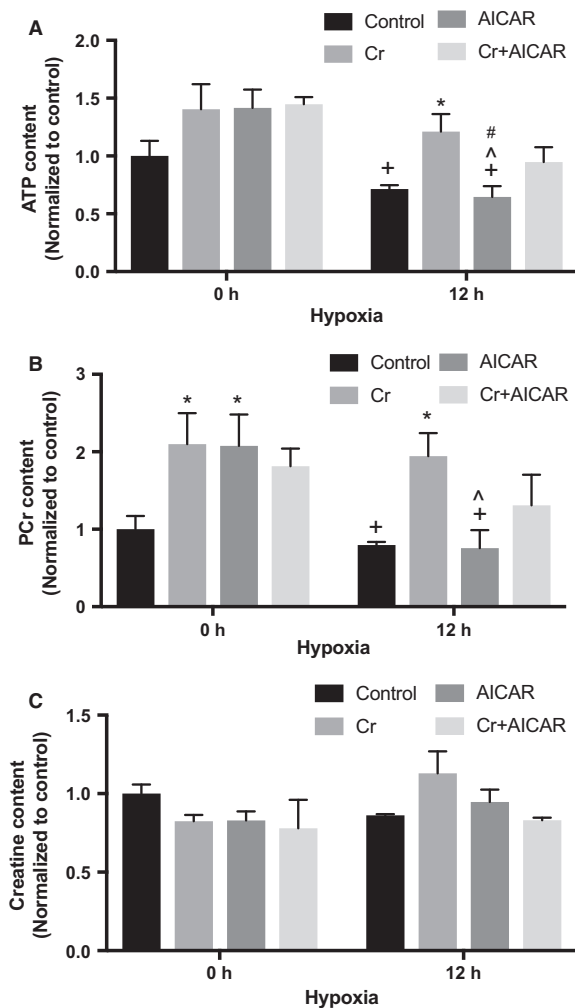 A
Control
AICAR
Cr
Cr+AICAR
ATP content
(Normalized to control)
2.0
1.5
1.0
0.5
0.0
+
*
#
^
+
0 h
12 h
Hypoxia
B
Control
AICAR
Cr
Cr+AICAR
PCr content
(Normalized to control)
3
2
1
0
*
*
+
*
^
+
0 h
12 h
Hypoxia
C
Control
AICAR
Cr
Cr+AICAR
Creatine content
(Normalized to control)
1.5
1.0
0.5
0.0
0 h
12 h
Hypoxia